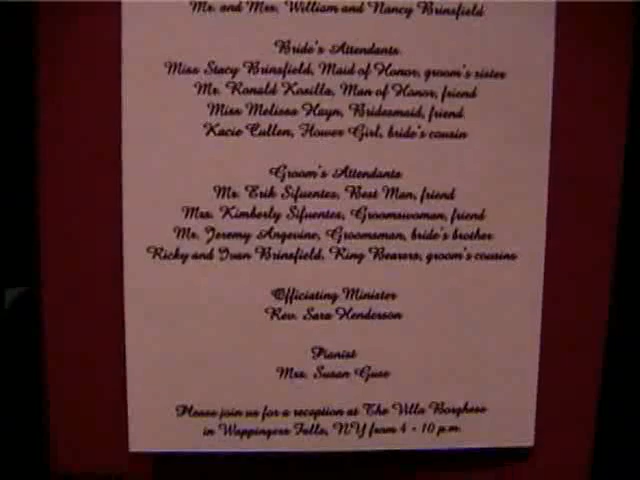 Mr. and Mrs. William and Nancy Brinsfield
Bride's Attendants
Miss Stacy Brinsfield, Maid of Honor, groom's sister
Mr. Ronald Kosilla, Man of Honor, friend
Miss Melissa Hayn, Bridesmaid, friend
Kacie Cullen, Flower Girl, bride's cousin
Groom's Attendants
Mr. Erik Sifuentes, Best Man, friend
Mrs. Kimberly Sifuentes, Groomswoman, friend
Mr. Jeremy Angevine, Groomsman, bride's brother
Ricky and Ivan Brinsfield, Ring Bearers, groom's cousins
Officiating Minister
Rev. Sara Henderson
Pianist
Mrs. Susan Guse
Please join us for a reception at The Villa Borghese
in Wappingers Falls, NY from 4 - 10 p.m.